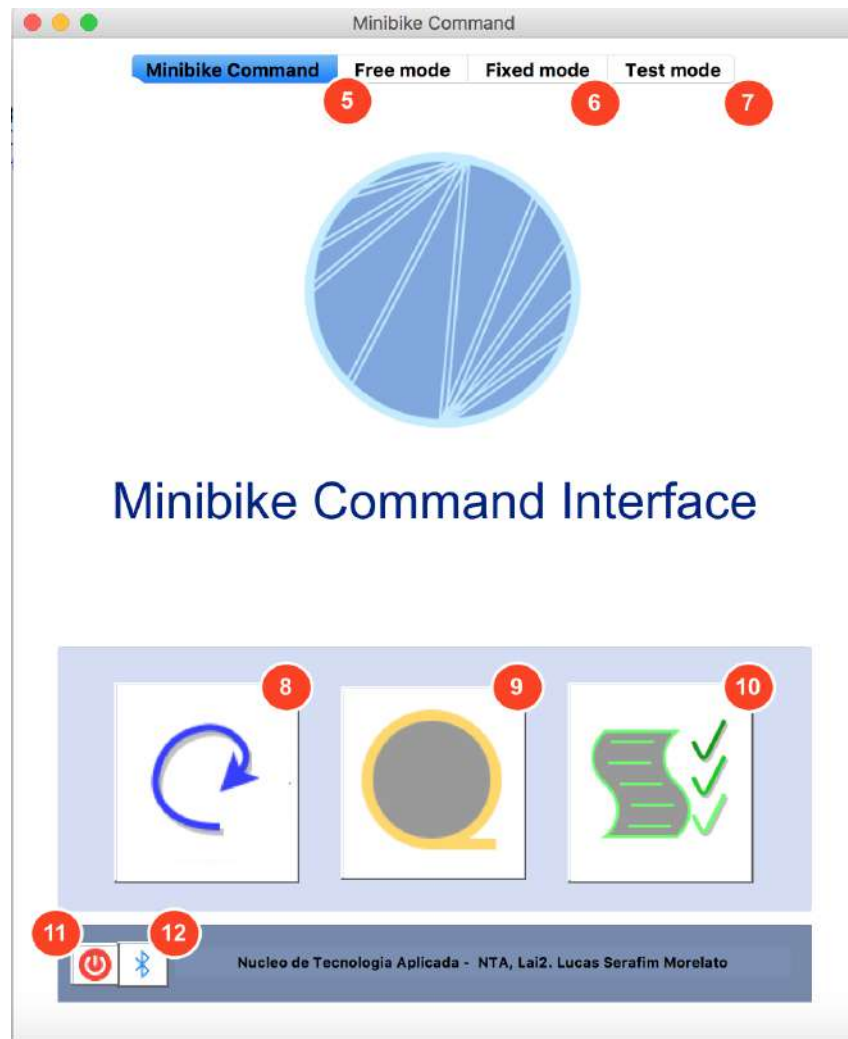 Minibike Command
Minibike Command Free mode Fixed mode Test mode
5 6 7
Minibike Command Interface
8 9 10
11 12
Nucleo de Tecnologia Aplicada - NTA, Lai2. Lucas Serafim Morelato